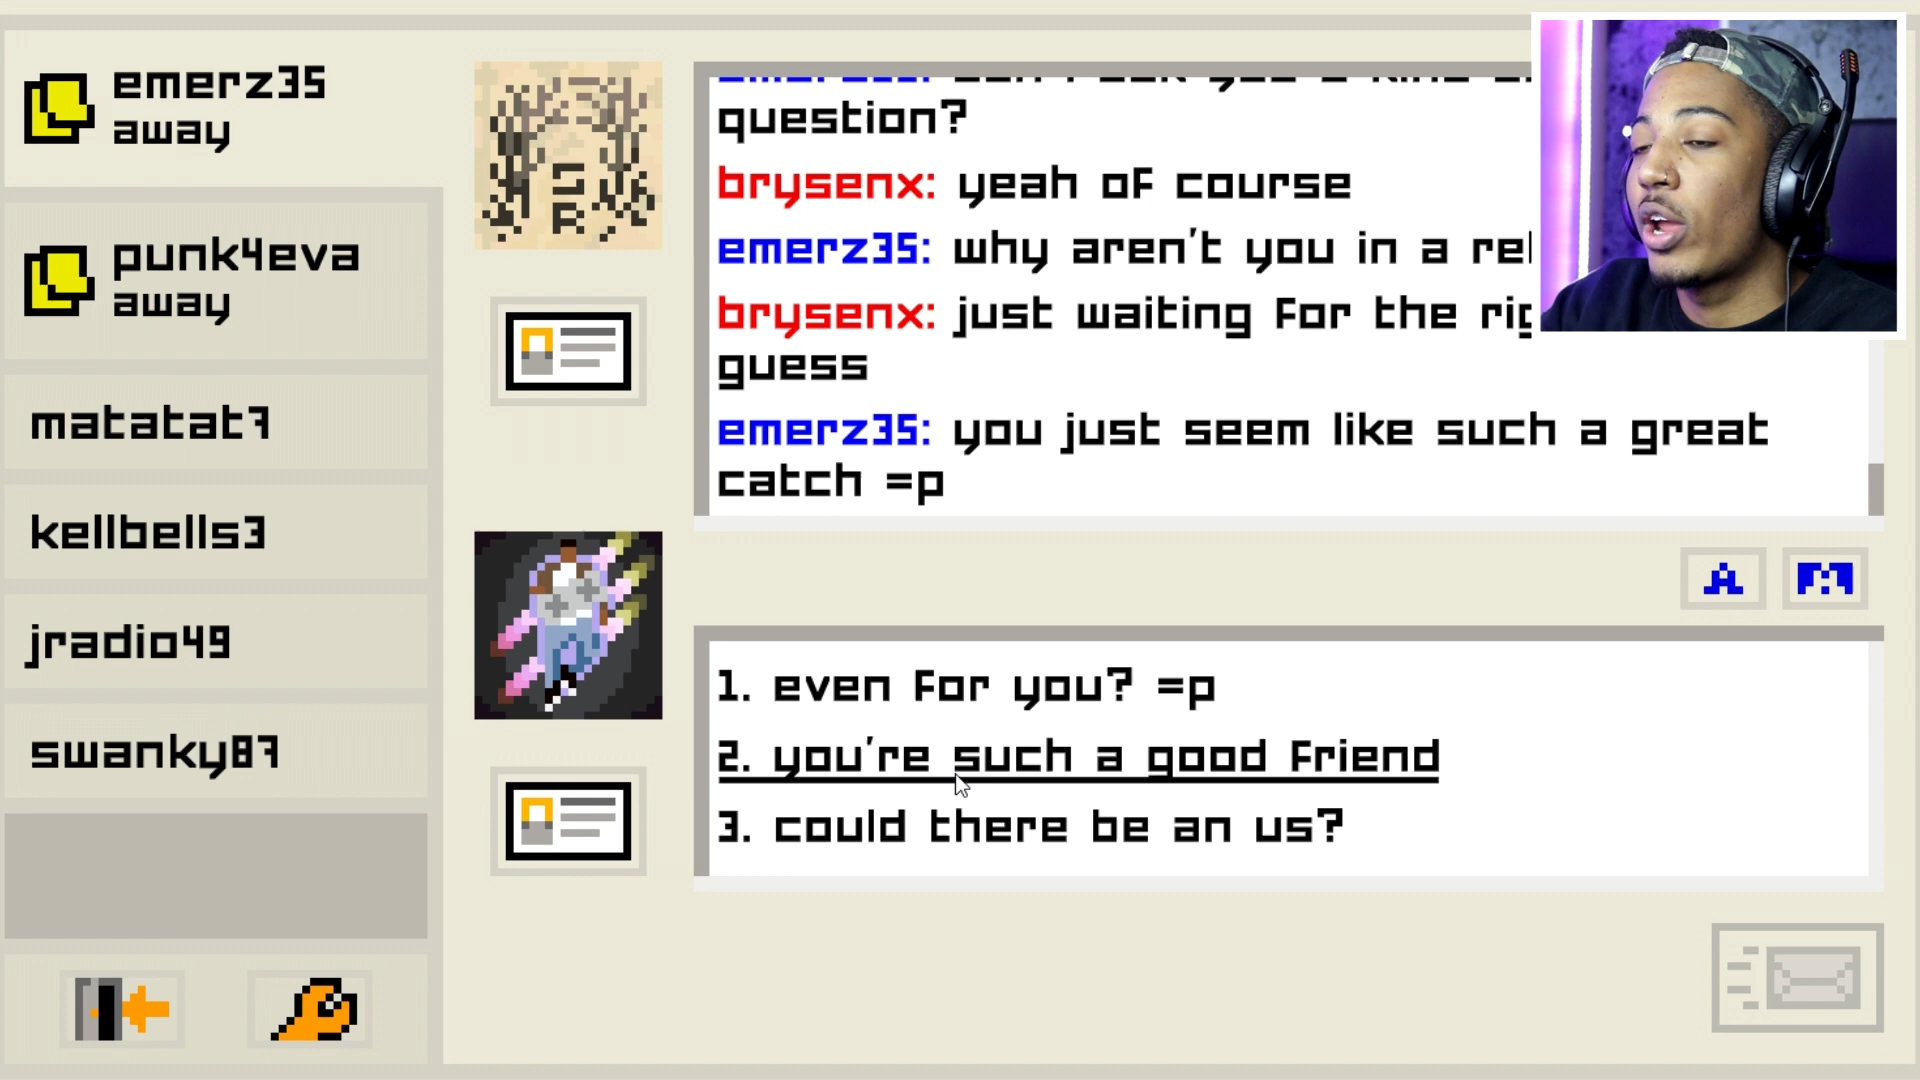 emerz35
away
punk4eva
away
matatat7
kellbells3
jradio49
swanky87
question?
brysenx: yeah of course
emerz35: why aren't you in a
brysenx: just waiting for the
guess
emerz35: you just seem like such a great
catch =p
A
1. even for you? =p
2. you're such a good friend
3. could there be an us?